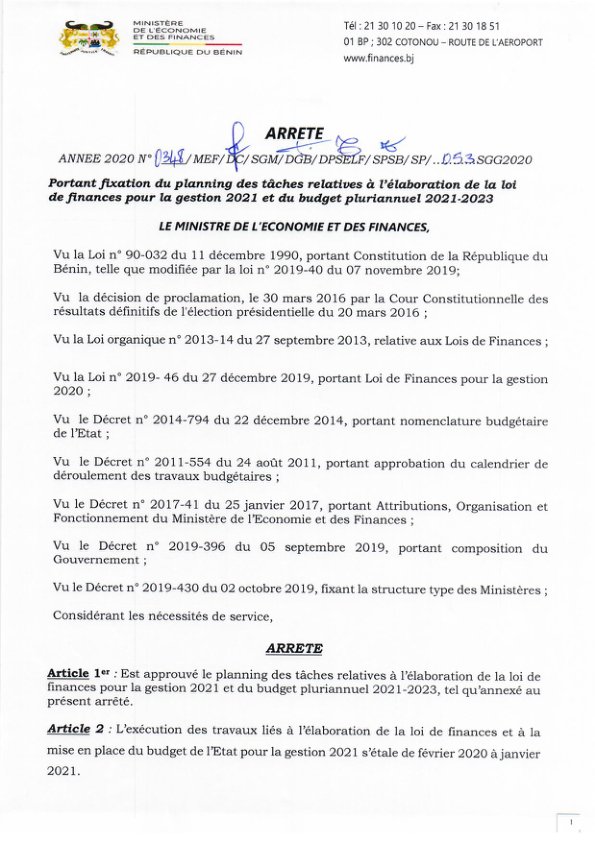 MINISTÈRE
DE L'ÉCONOMIE
ET DES FINANCES
RÉPUBLIQUE DU BÉNIN
Tél : 21 30 10 20 – Fax : 21 30 18 51
01 BP ; 302 COTONOU – ROUTE DE L'AEROPORT
www.finances.bj
ARRETE
ANNEE 2020 N° 0348/MEF/DC/SGM/DGB/DPSELF/SPSB/SP/..053.SGG2020
Portant fixation du planning des tâches relatives à l'élaboration de la loi
de finances pour la gestion 2021 et du budget pluriannuel 2021-2023
LE MINISTRE DE L'ECONOMIE ET DES FINANCES,
Vu la Loi n° 90-032 du 11 décembre 1990, portant Constitution de la République du
Bénin, telle que modifiée par la loi n° 2019-40 du 07 novembre 2019;
Vu la décision de proclamation, le 30 mars 2016 par la Cour Constitutionnelle des
résultats définitifs de l'élection présidentielle du 20 mars 2016 ;
Vu la Loi organique n° 2013-14 du 27 septembre 2013, relative aux Lois de Finances ;
Vu la Loi n° 2019- 46 du 27 décembre 2019, portant Loi de Finances pour la gestion
2020 ;
Vu le Décret n° 2014-794 du 22 décembre 2014, portant nomenclature budgétaire
de l'Etat ;
Vu le Décret n° 2011-554 du 24 août 2011, portant approbation du calendrier de
déroulement des travaux budgétaires ;
Vu le Décret n° 2017-41 du 25 janvier 2017, portant Attributions, Organisation et
Fonctionnement du Ministère de l'Economie et des Finances ;
Vu le Décret n° 2019-396 du 05 septembre 2019, portant composition du
Gouvernement ;
Vu le Décret n° 2019-430 du 02 octobre 2019, fixant la structure type des Ministères ;
Considérant les nécessités de service,
ARRETE
Article 1er : Est approuvé le planning des tâches relatives à l'élaboration de la loi de
finances pour la gestion 2021 et du budget pluriannuel 2021-2023, tel qu'annexé au
présent arrêté.
Article 2 : L'exécution des travaux liés à l'élaboration de la loi de finances et à la
mise en place du budget de l'Etat pour la gestion 2021 s'étale de février 2020 à janvier
2021.
1